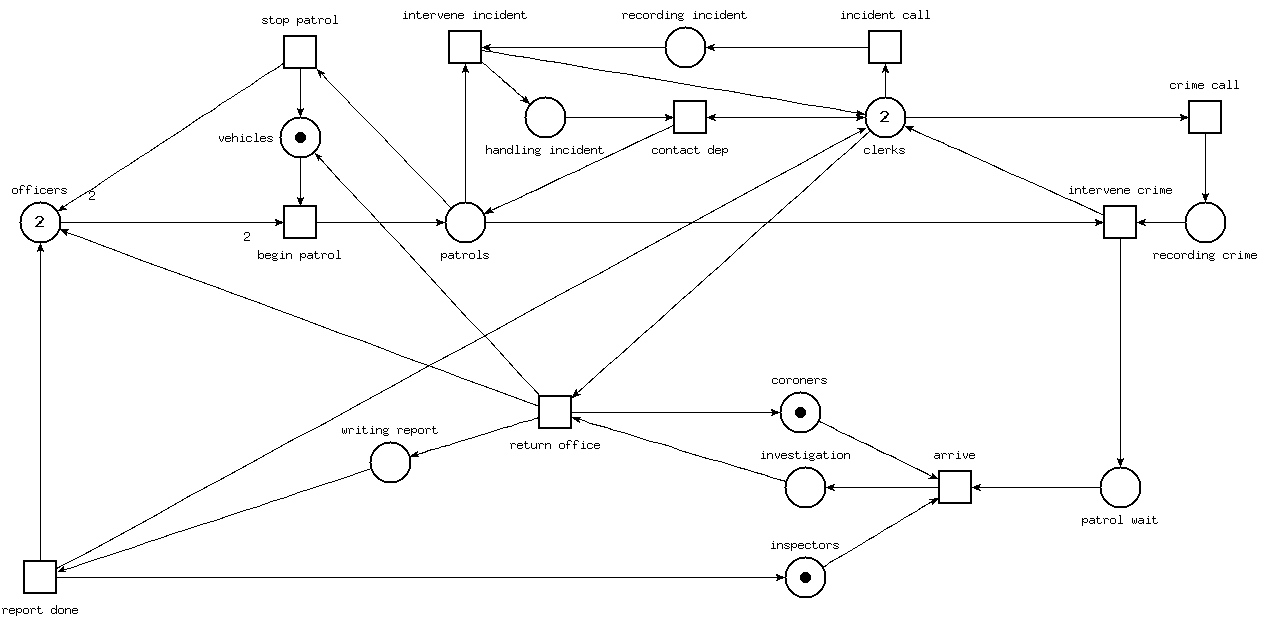 intervene incident
recording incident
incident call
stop patrol
crime call
vehicles
2
handling incident
contact dep
clerks
officers
2
intervene crime
2
2
begin patrol
patrols
recording crime
coroners
writing report
return office
investigation
arrive
patrol wait
inspectors
report done